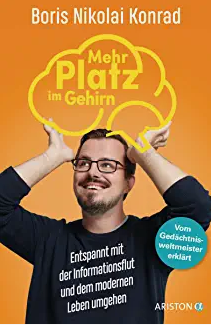 Boris Nikolai Konrad
Mehr
Platz
im Gehirn
Vom
Gedächtnis-
weltmeister
erklärt
Entspannt mit
der Informationsflut
und dem modernen
Leben umgehen
ARISTON